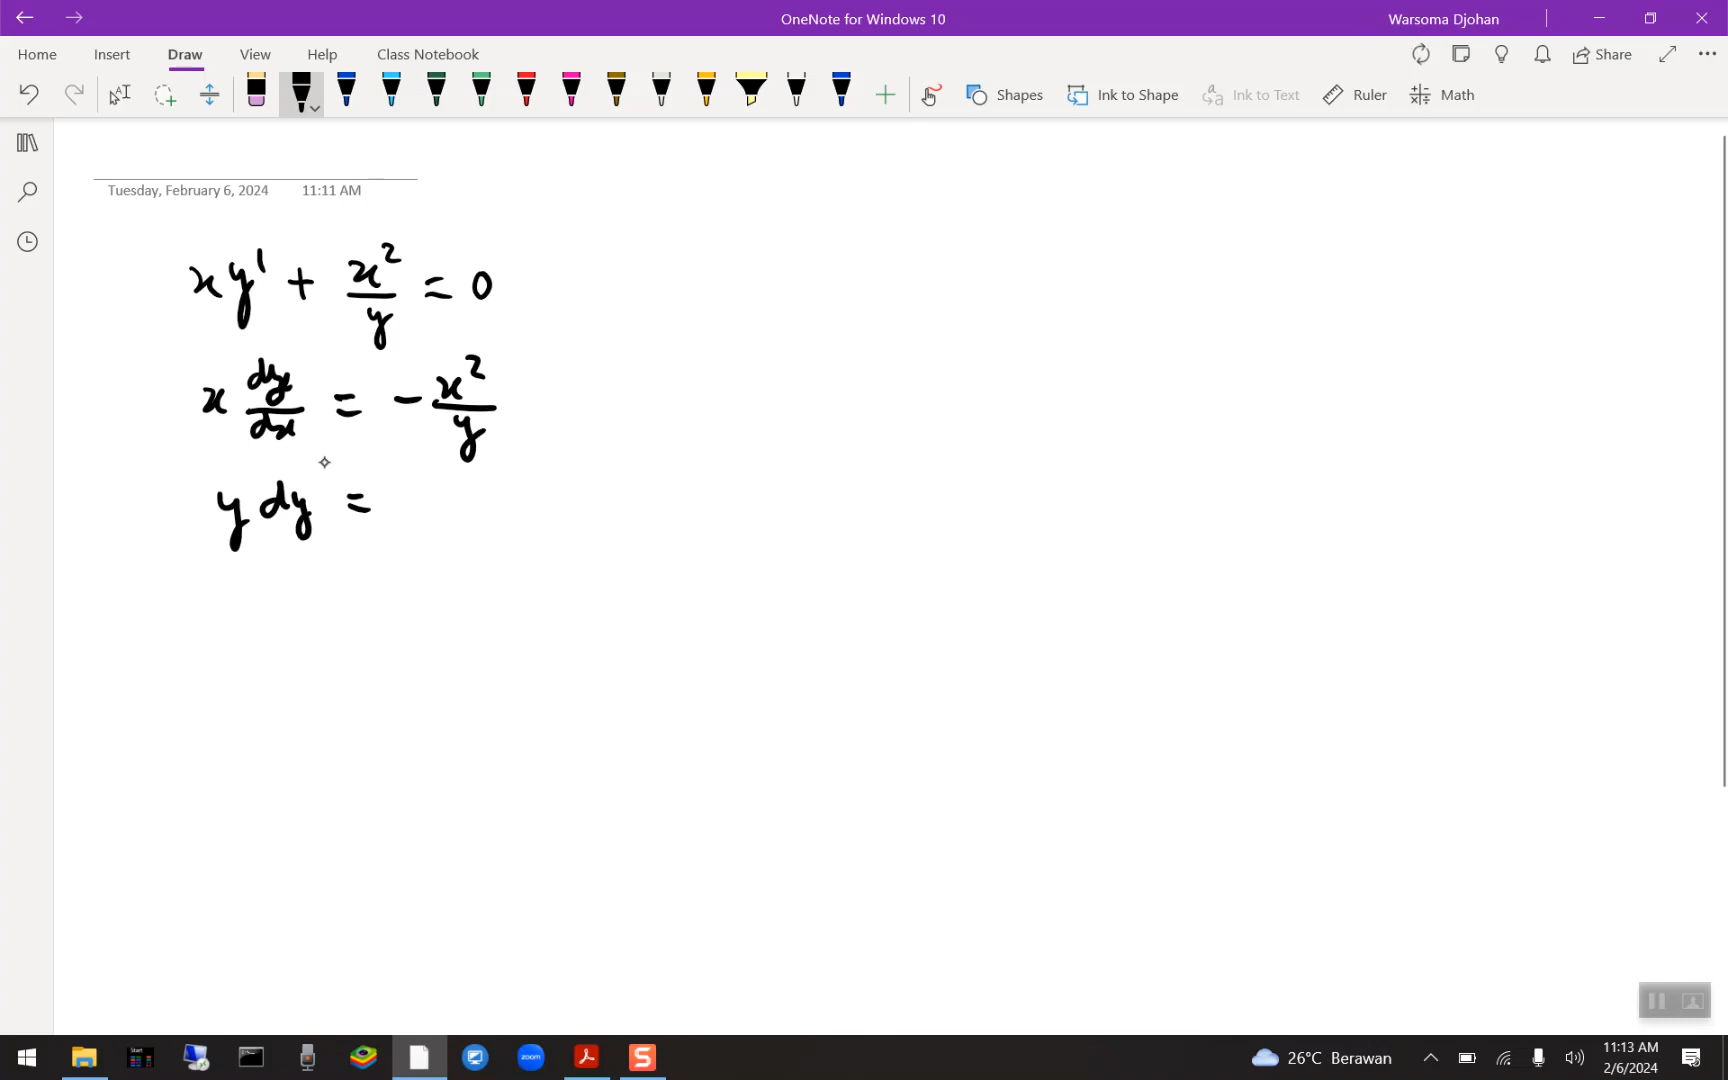 OneNote for Windows 10
Warsoma Djohan
Home Insert Draw View Help Class Notebook
Share
Shapes Ink to Shape Ink to Text Ruler Math
Tuesday, February 6, 2024 11:11 AM
xy' + x²/y = 0
x dy/dx = - x²/y
y dy =
Start
zoom
26°C Berawan
11:13 AM
2/6/2024